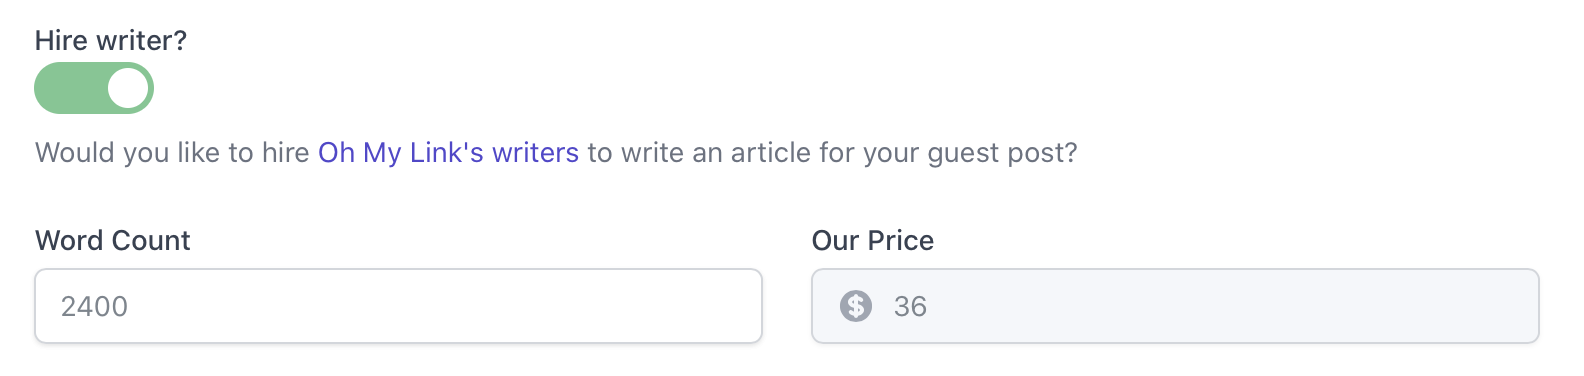 Hire writer?
Would you like to hire Oh My Link's writers to write an article for your guest post?
Word Count
Our Price
2400
$ 36